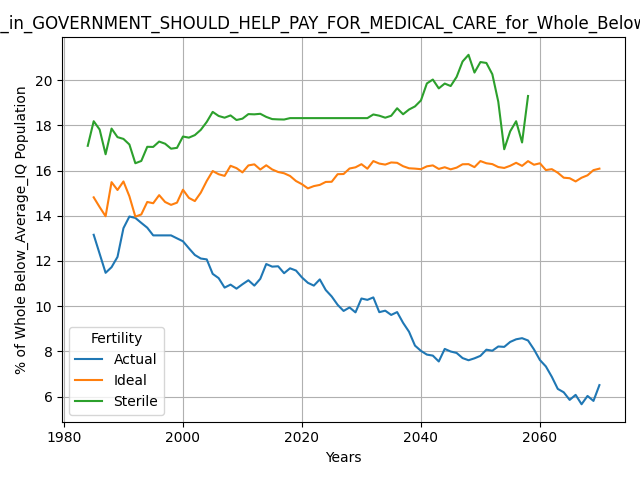 _in_GOVERNMENT_SHOULD_HELP_PAY_FOR_MEDICAL_CARE_for_Whole_Below
% of Whole Below_Average_IQ Population
20
18
16
14
12
10
8
6
Fertility
Actual
Ideal
Sterile
1980
2000
2020
2040
2060
Years